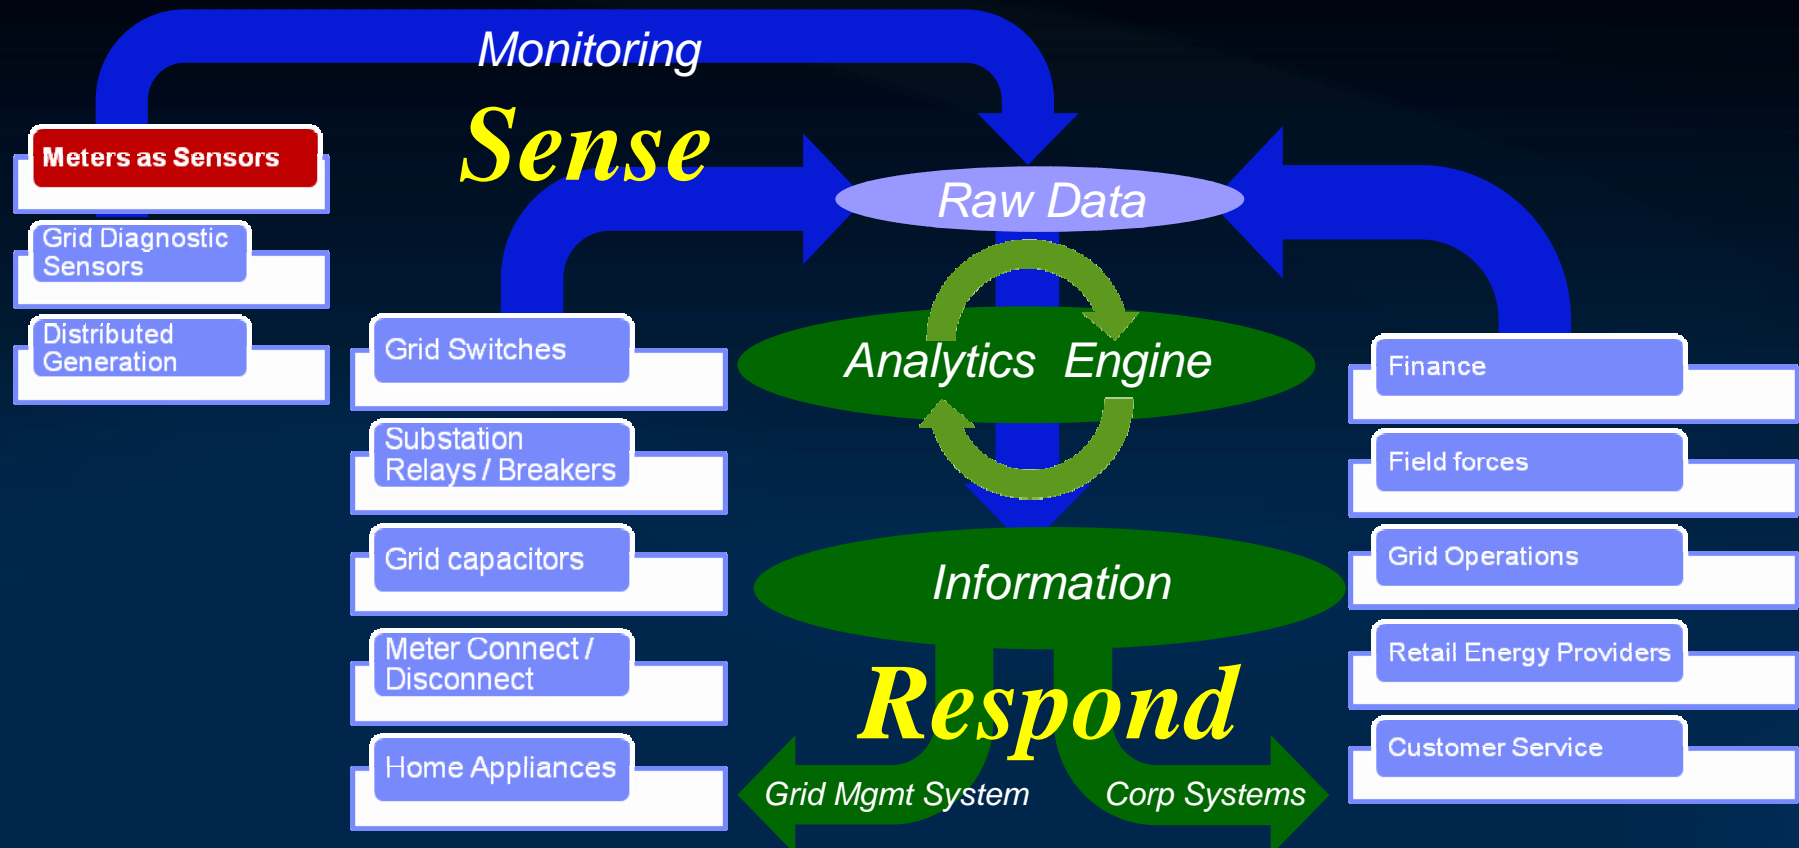 Monitoring
Sense
Meters as Sensors
Grid Diagnostic
Sensors
Distributed
Generation
Grid Switches
Substation
Relays / Breakers
Grid capacitors
Meter Connect /
Disconnect
Home Appliances
Raw Data
Analytics Engine
Information
Respond
Grid Mgmt System
Corp Systems
Finance
Field forces
Grid Operations
Retail Energy Providers
Customer Service